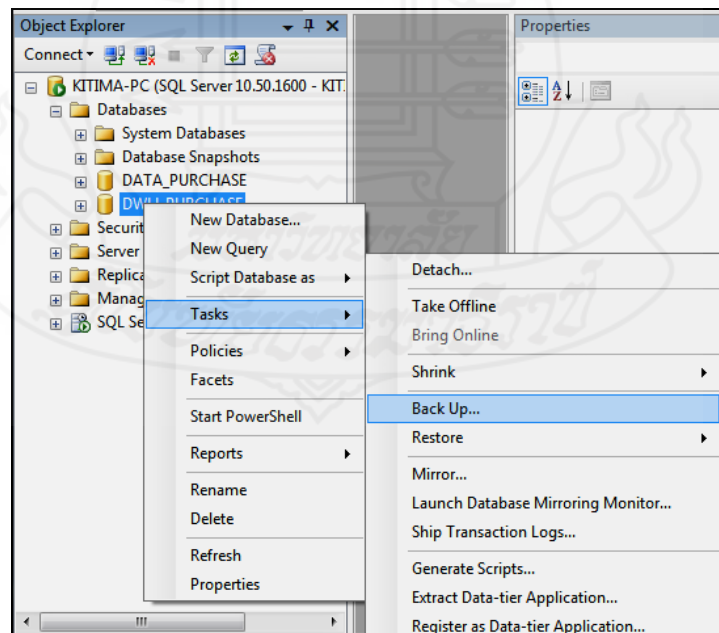 Object Explorer
Connect
KITIMA-PC (SQL Server 10.50.1600 - KIT
Databases
System Databases
Database Snapshots
DATA_PURCHASE
DWH_PURCHASE
Securit
Server
Replica
Manag
SQL Se
New Database...
New Query
Script Database as
Tasks
Policies
Facets
Start PowerShell
Reports
Rename
Delete
Refresh
Properties
Detach...
Take Offline
Bring Online
Shrink
Back Up...
Restore
Mirror...
Launch Database Mirroring Monitor...
Ship Transaction Logs...
Generate Scripts...
Extract Data-tier Application...
Register as Data-tier Application...
Properties